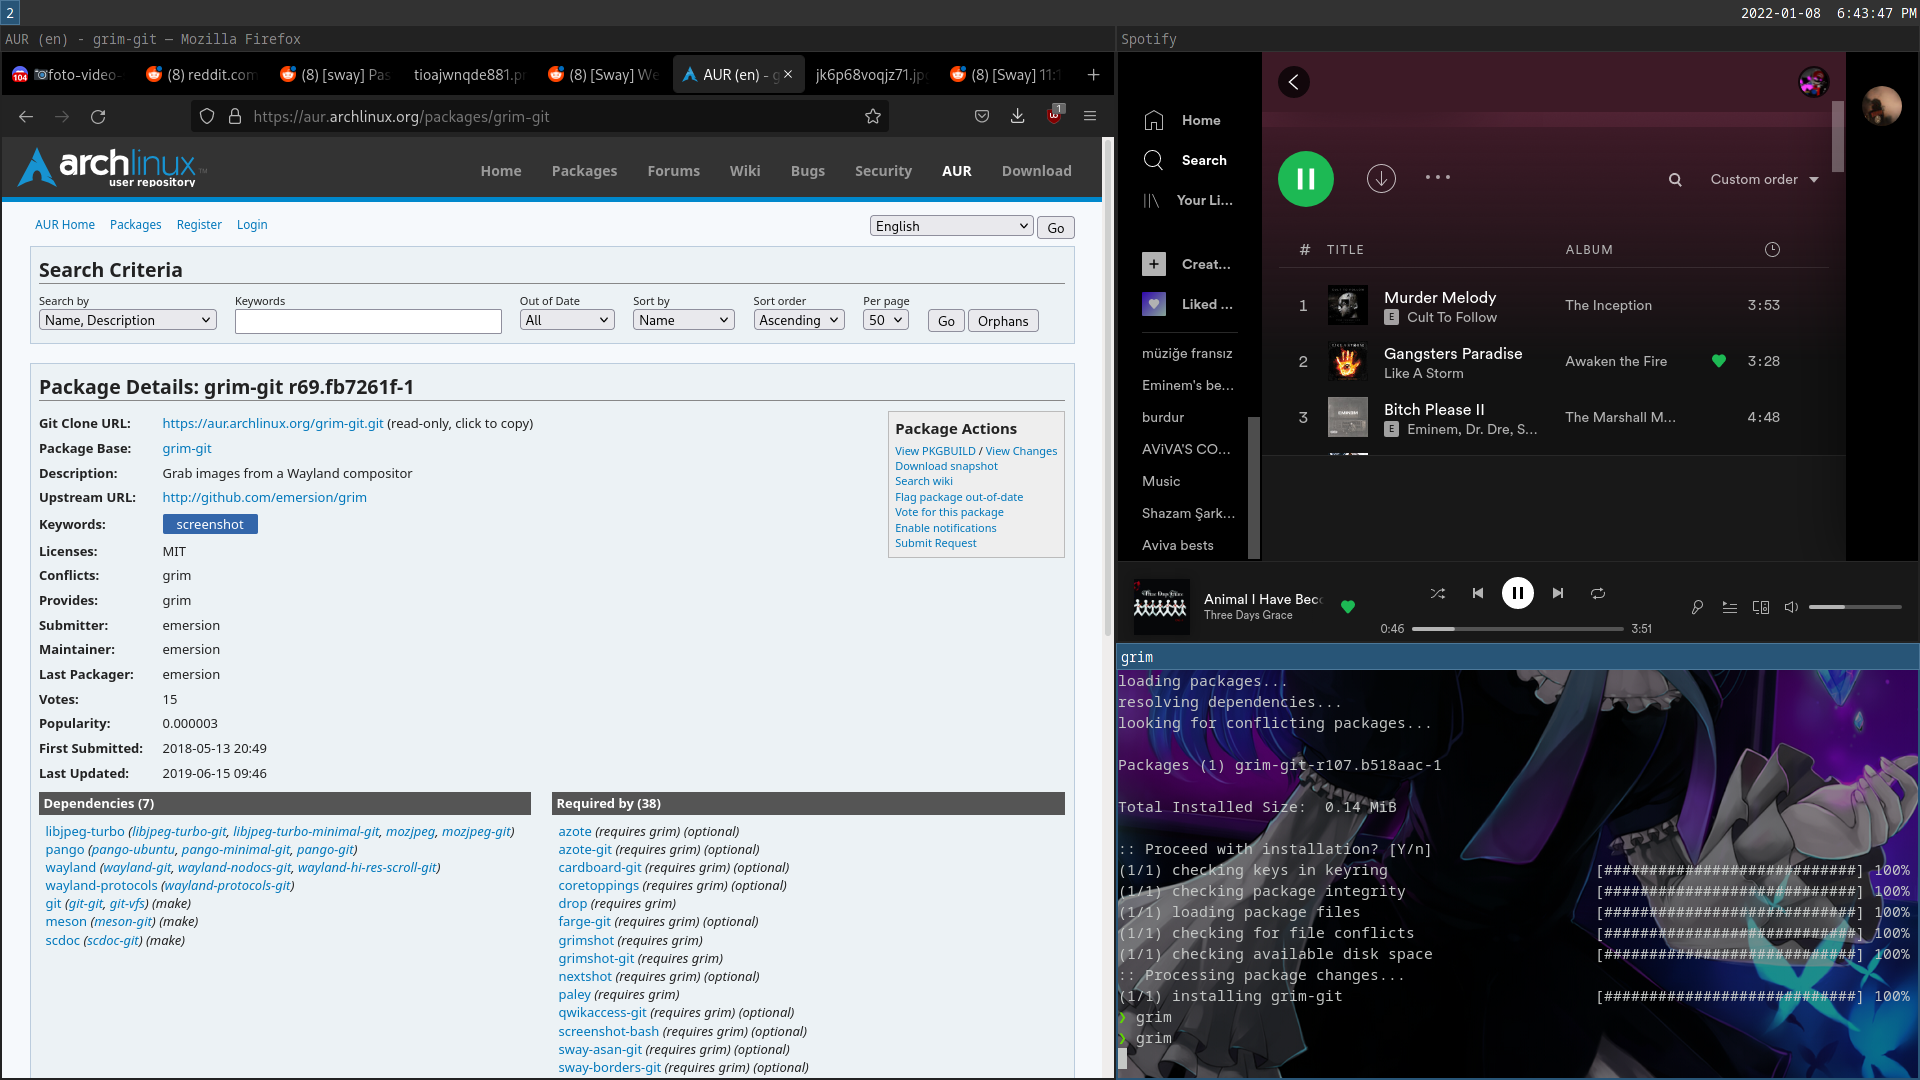 2
2022-01-08 6:43:47 PM
AUR (en) - grim-git — Mozilla Firefox
104 foto-video-
(8) reddit.com
(8) [sway] Pas
tioajwnqde881.pr
(8) [Sway] We
AUR (en) - g
jk6p68voqjz71.jp
(8) [Sway] 11:1
https://aur.archlinux.org/packages/grim-git
1
archlinux
user repository
Home Packages Forums Wiki Bugs Security AUR Download
AUR Home Packages Register Login
English Go
Search Criteria
Search by Keywords Out of Date Sort by Sort order Per page
Name, Description All Name Ascending 50 Go Orphans
Package Details: grim-git r69.fb7261f-1
Git Clone URL: https://aur.archlinux.org/grim-git.git (read-only, click to copy)
Package Base: grim-git
Description: Grab images from a Wayland compositor
Upstream URL: http://github.com/emersion/grim
Keywords: screenshot
Licenses: MIT
Conflicts: grim
Provides: grim
Submitter: emersion
Maintainer: emersion
Last Packager: emersion
Votes: 15
Popularity: 0.000003
First Submitted: 2018-05-13 20:49
Last Updated: 2019-06-15 09:46
Package Actions
View PKGBUILD / View Changes
Download snapshot
Search wiki
Flag package out-of-date
Vote for this package
Enable notifications
Submit Request
Dependencies (7)
libjpeg-turbo (libjpeg-turbo-git, libjpeg-turbo-minimal-git, mozjpeg, mozjpeg-git)
pango (pango-ubuntu, pango-minimal-git, pango-git)
wayland (wayland-git, wayland-nodocs-git, wayland-hi-res-scroll-git)
wayland-protocols (wayland-protocols-git)
git (git-git, git-vfs) (make)
meson (meson-git) (make)
scdoc (scdoc-git) (make)
Required by (38)
azote (requires grim) (optional)
azote-git (requires grim) (optional)
cardboard-git (requires grim) (optional)
coretoppings (requires grim) (optional)
drop (requires grim)
farge-git (requires grim) (optional)
grimshot (requires grim)
grimshot-git (requires grim)
nextshot (requires grim) (optional)
paley (requires grim)
qwikaccess-git (requires grim) (optional)
screenshot-bash (requires grim) (optional)
sway-asan-git (requires grim) (optional)
sway-borders-git (requires grim) (optional)
Spotify
Home
Search
Your Li...
Creat...
Liked ...
müziğe fransız
Eminem's be...
burdur
AViVA'S CO...
Music
Shazam Şark...
Aviva bests
Custom order
# TITLE ALBUM
1 Murder Melody The Inception 3:53
E Cult To Follow
2 Gangsters Paradise Awaken the Fire 3:28
Like A Storm
3 Bitch Please II The Marshall M... 4:48
E Eminem, Dr. Dre, S...
Animal I Have Beco
Three Days Grace
0:46 3:51
grim
loading packages...
resolving dependencies...
looking for conflicting packages...
Packages (1) grim-git-r107.b518aac-1
Total Installed Size: 0.14 MiB
:: Proceed with installation? [Y/n]
(1/1) checking keys in keyring [############################] 100%
(1/1) checking package integrity [############################] 100%
(1/1) loading package files [############################] 100%
(1/1) checking for file conflicts [############################] 100%
(1/1) checking available disk space [############################] 100%
:: Processing package changes...
(1/1) installing grim-git [############################] 100%
❯ grim
❯ grim